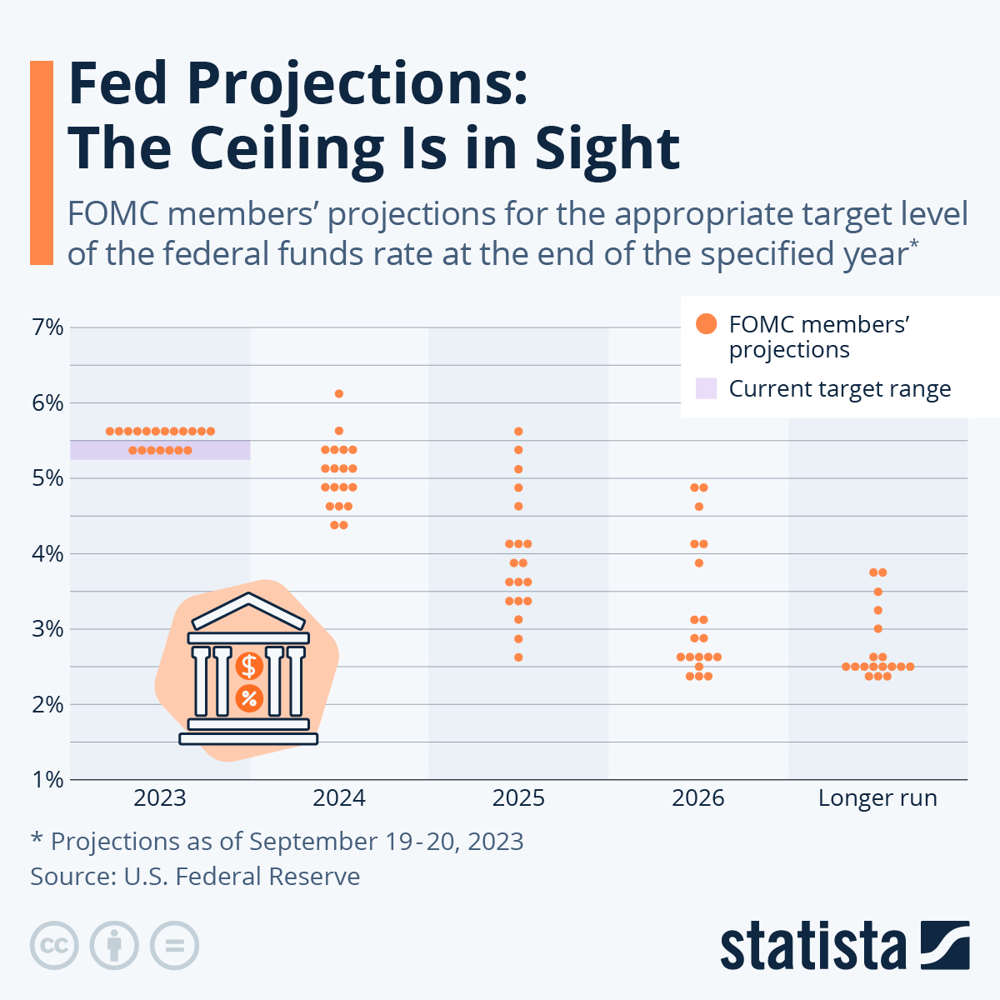 Fed Projections:
The Ceiling Is in Sight
FOMC members’ projections for the appropriate target level
of the federal funds rate at the end of the specified year*
FOMC members’
projections
Current target range
7%
6%
5%
4%
3%
2%
1%
$
%
2023
2024
2025
2026
Longer run
* Projections as of September 19-20, 2023
Source: U.S. Federal Reserve
cc
=
statista